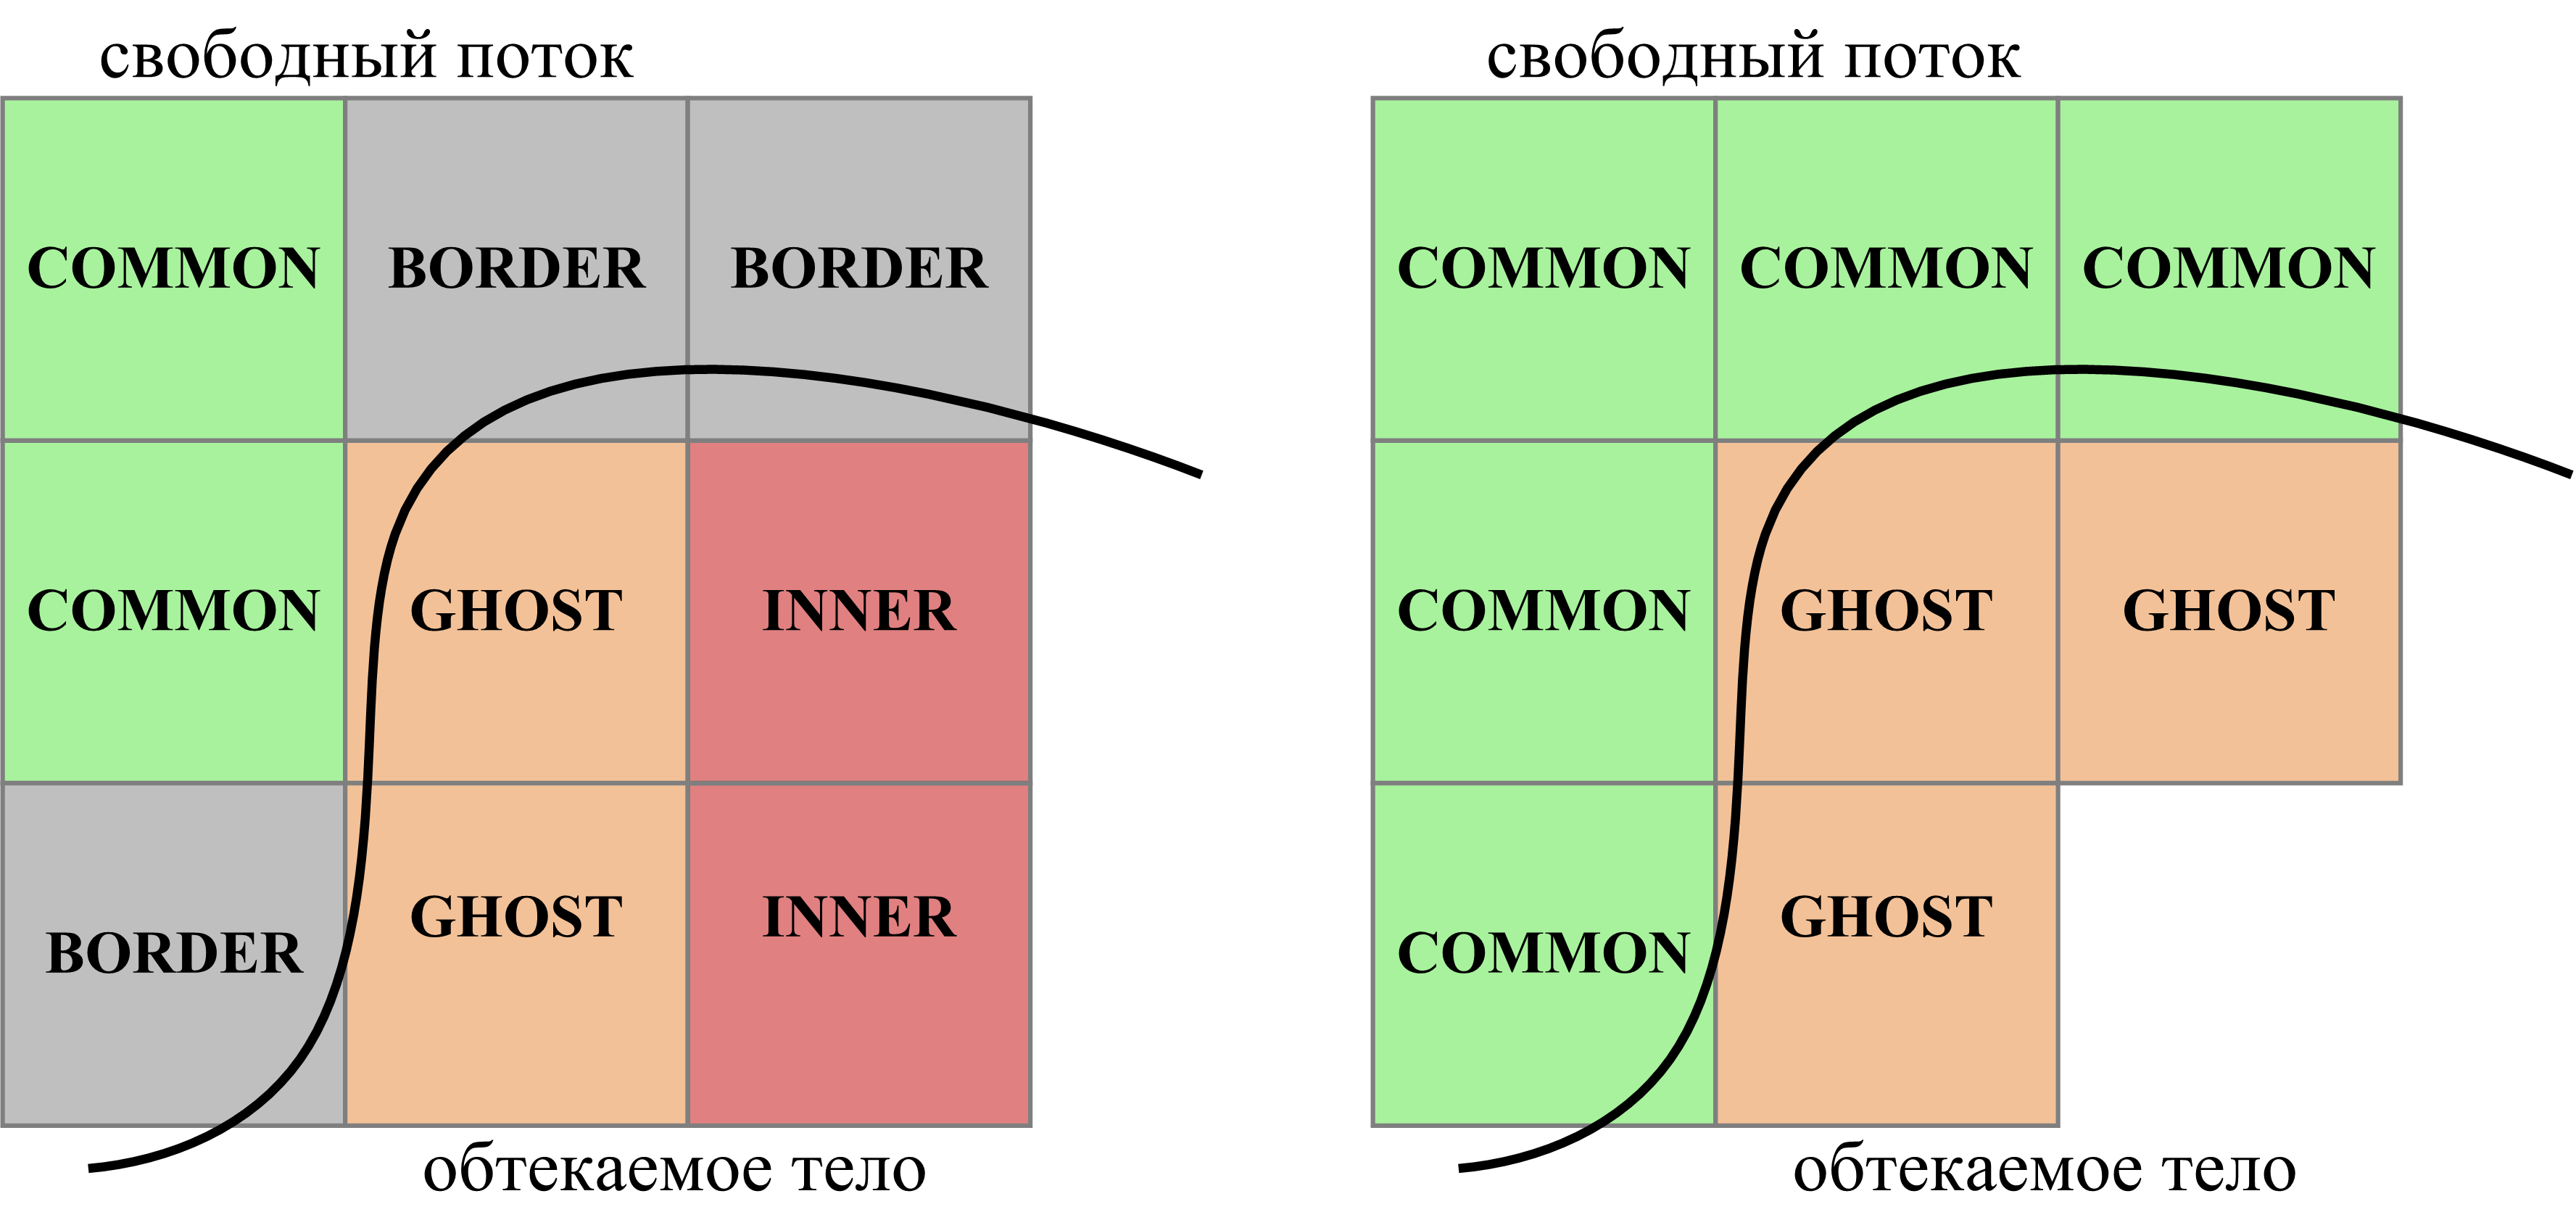 свободный поток
COMMON BORDER BORDER
COMMON GHOST INNER
BORDER GHOST INNER
обтекаемое тело
свободный поток
COMMON COMMON COMMON
COMMON GHOST GHOST
COMMON GHOST
обтекаемое тело